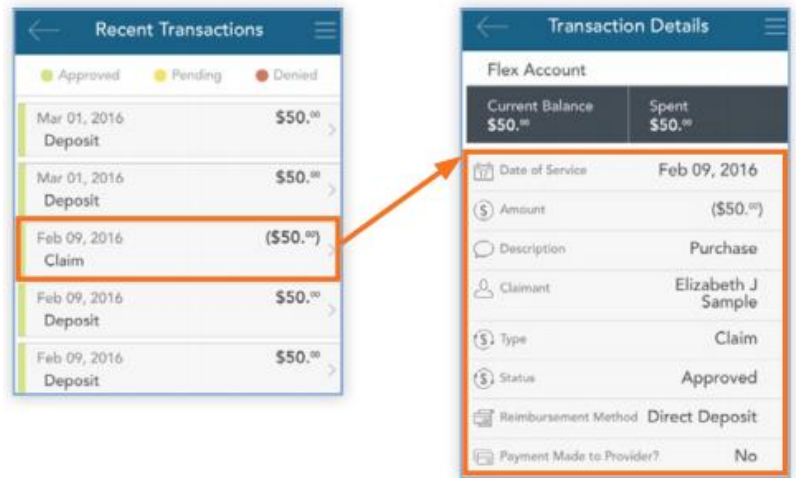 Recent Transactions
Approved Pending Denied
Mar 01, 2016 $50.00
Deposit
Mar 01, 2016 $50.00
Deposit
Feb 09, 2016 ($50.00)
Claim
Feb 09, 2016 $50.00
Deposit
Feb 09, 2016 $50.00
Deposit
Transaction Details
Flex Account
Current Balance Spent
$50.00 $50.00
Date of Service Feb 09, 2016
Amount ($50.00)
Description Purchase
Claimant Elizabeth J
Sample
Type Claim
Status Approved
Reimbursement Method Direct Deposit
Payment Made to Provider? No